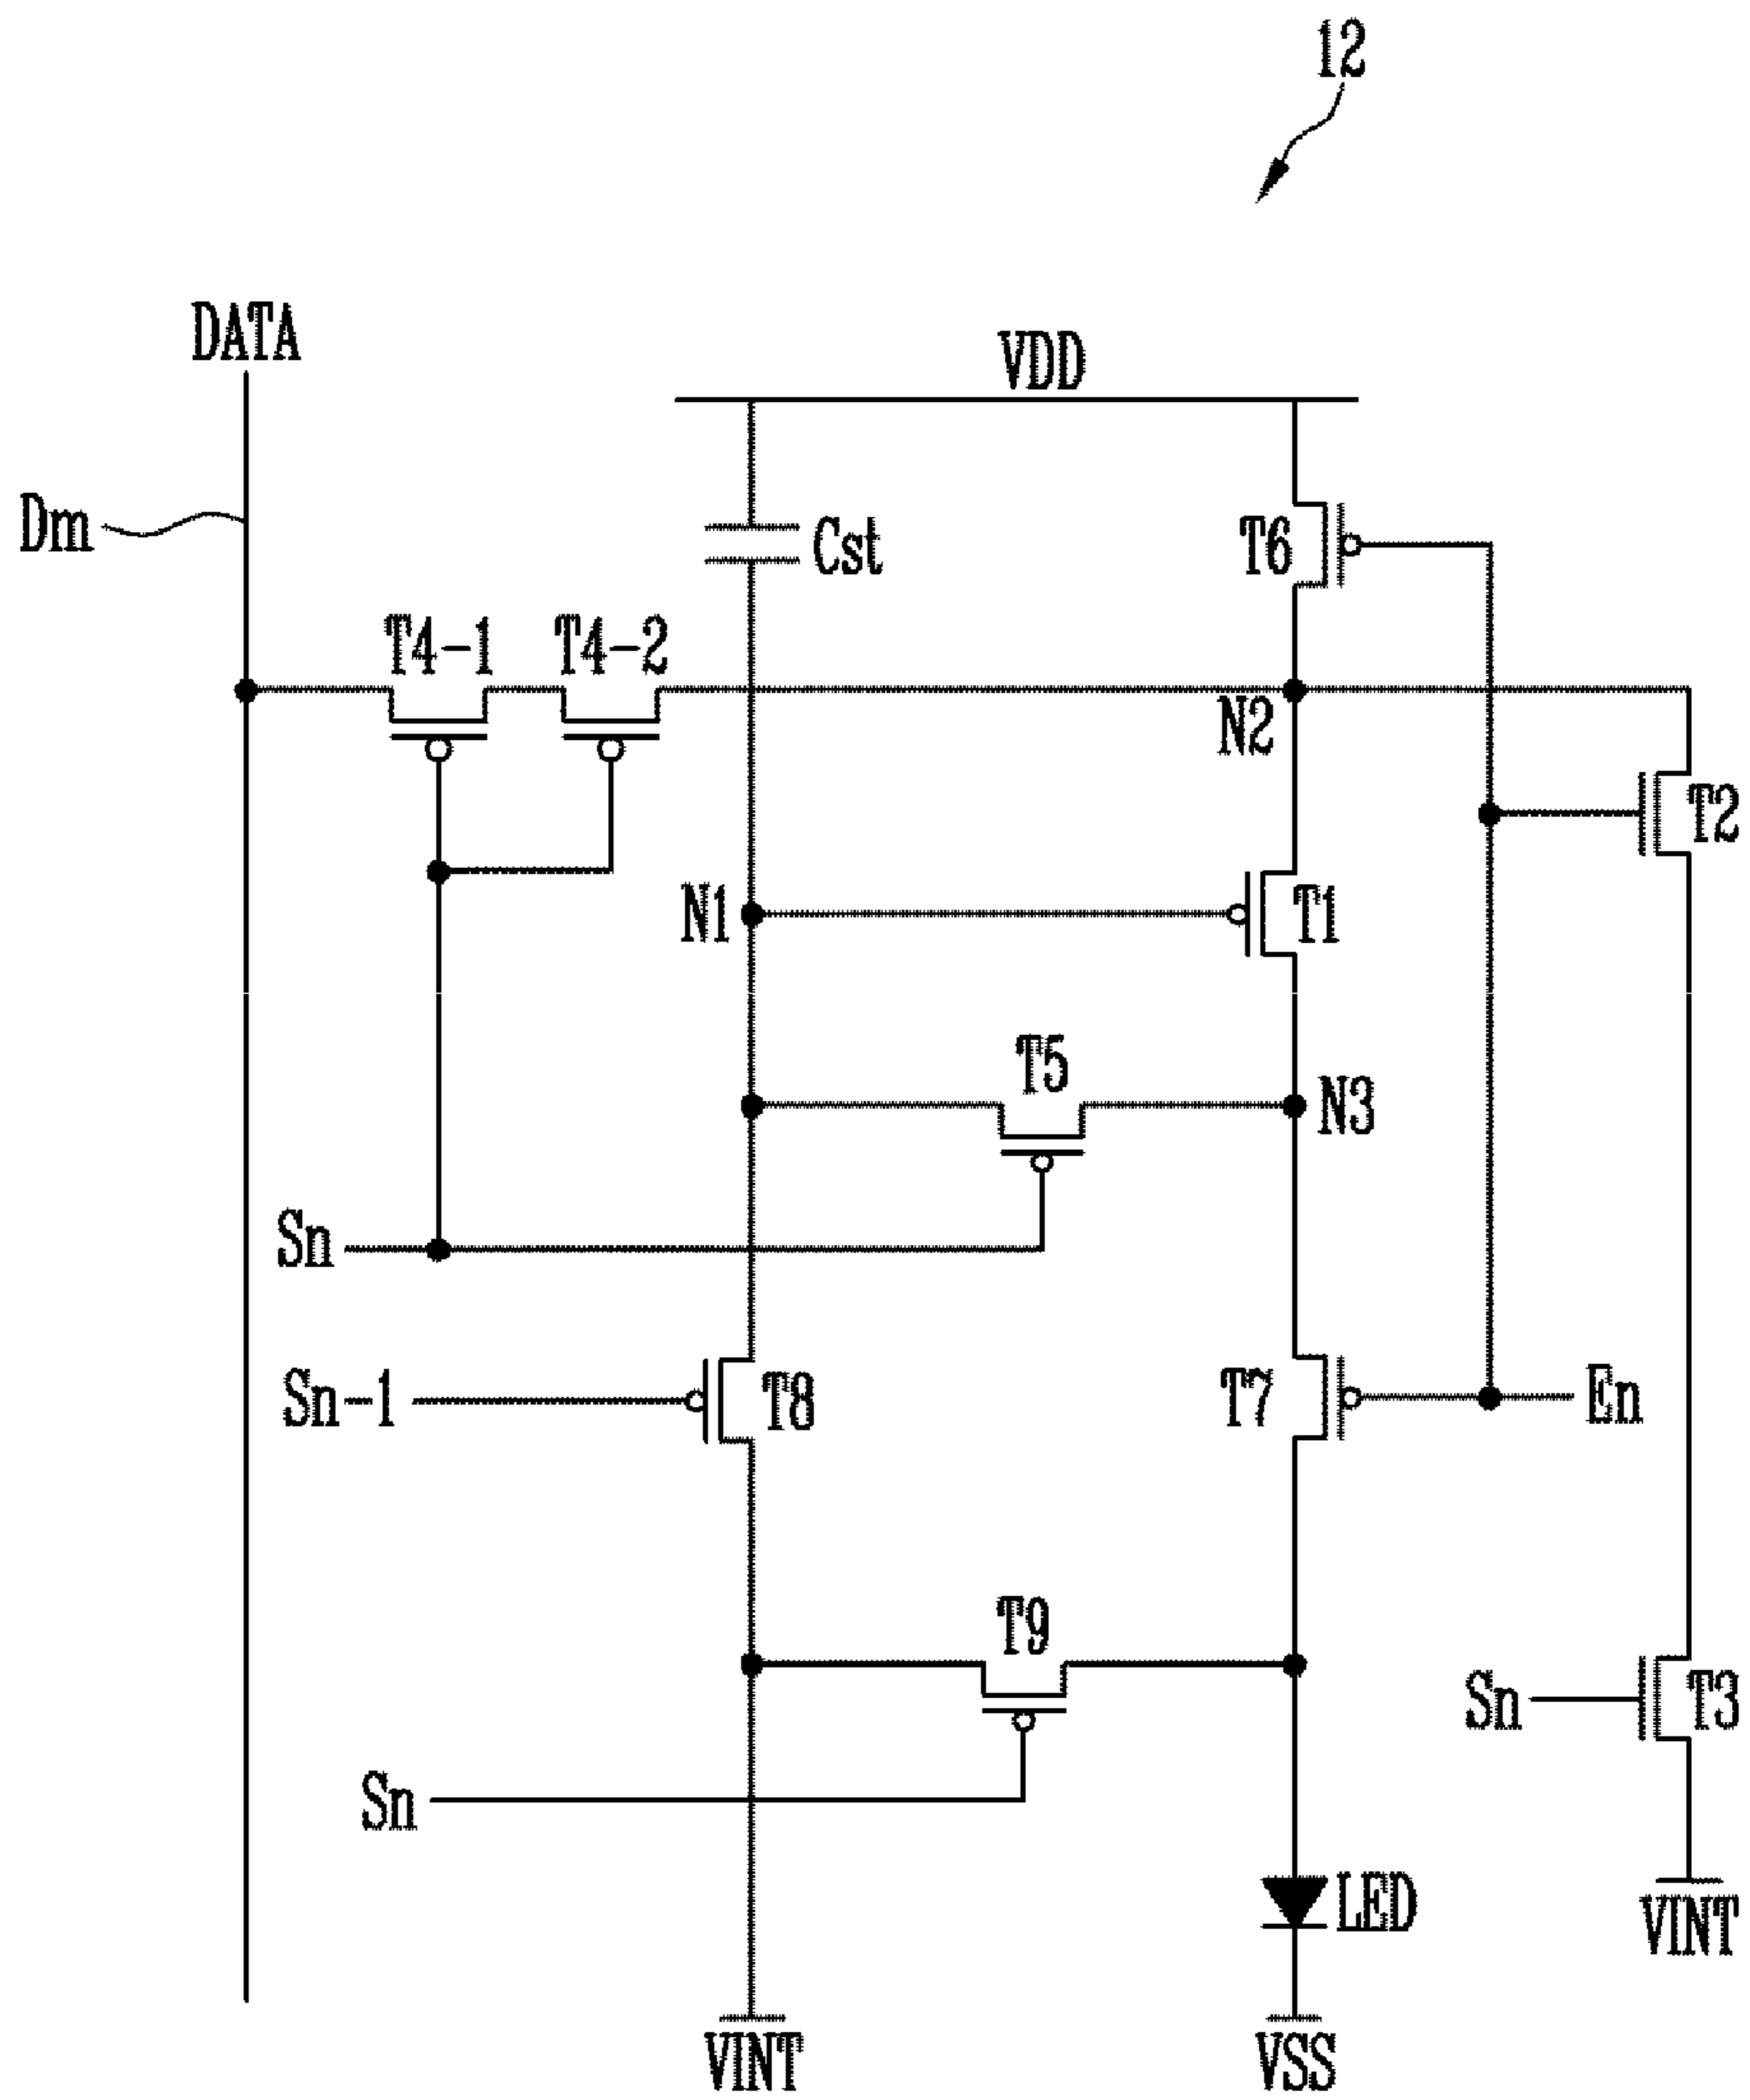 12
DATA
VDD
Dm
Cst
T6
T4-1 T4-2
N2
T2
N1
T1
T5
N3
Sn
Sn-1
T8
T7
En
T9
Sn
T3
Sn
LED
VINT
VINT
VSS